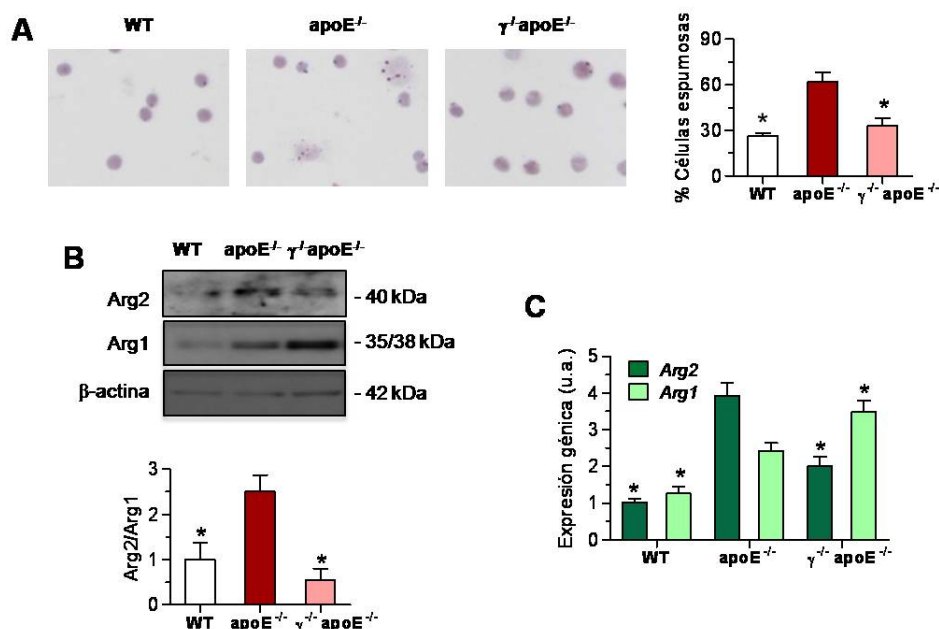 A
WT
apoE-/-
γ-/-apoE-/-
% Células espumosas
90
60
30
0
*
*
WT
apoE-/-
γ-/-apoE-/-
B
WT
apoE-/-
γ-/-apoE-/-
Arg2
- 40 kDa
Arg1
- 35/38 kDa
β-actina
- 42 kDa
Arg2/Arg1
3
2
1
0
*
*
WT
apoE-/-
γ-/-apoE-/-
C
Expresión génica (u.a.)
5
4
3
2
1
0
Arg2
Arg1
*
*
*
*
WT
apoE-/-
γ-/-apoE-/-